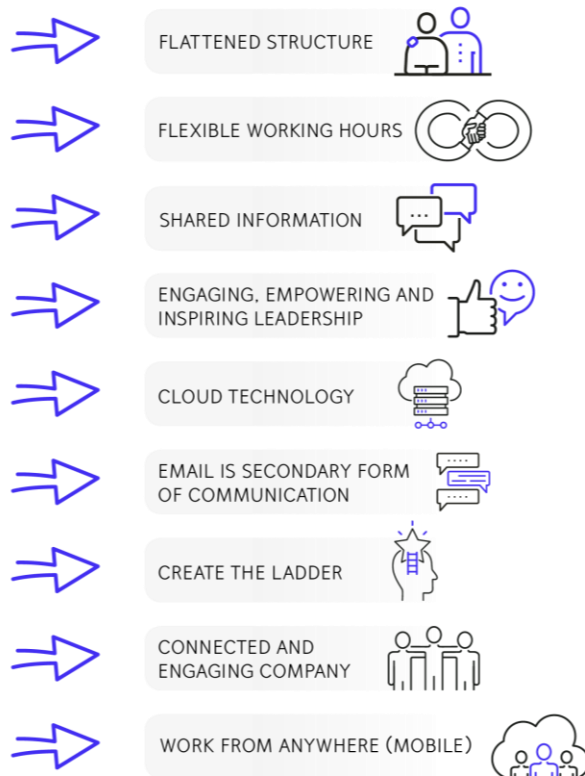 FLATTENED STRUCTURE
FLEXIBLE WORKING HOURS
SHARED INFORMATION
ENGAGING, EMPOWERING AND
INSPIRING LEADERSHIP
CLOUD TECHNOLOGY
EMAIL IS SECONDARY FORM
OF COMMUNICATION
CREATE THE LADDER
CONNECTED AND
ENGAGING COMPANY
WORK FROM ANYWHERE (MOBILE)